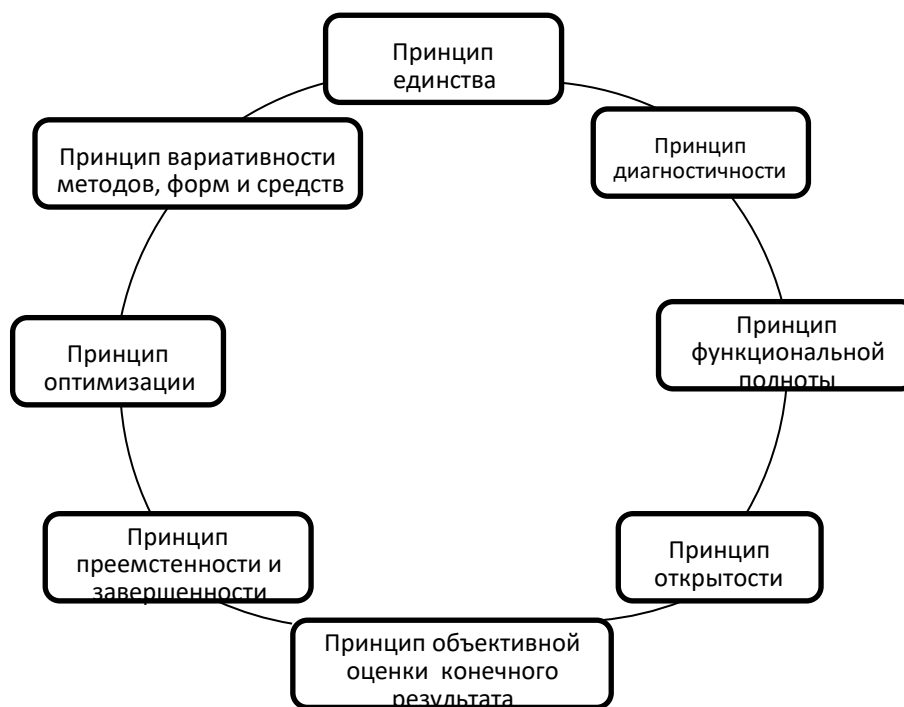 Принцип
единства
Принцип
диагностичности
Принцип
функциональной
полноты
Принцип
открытости
Принцип объективной
оценки конечного
результата
Принцип
преемстенности и
завершенности
Принцип
оптимизации
Принцип вариативности
методов, форм и средств